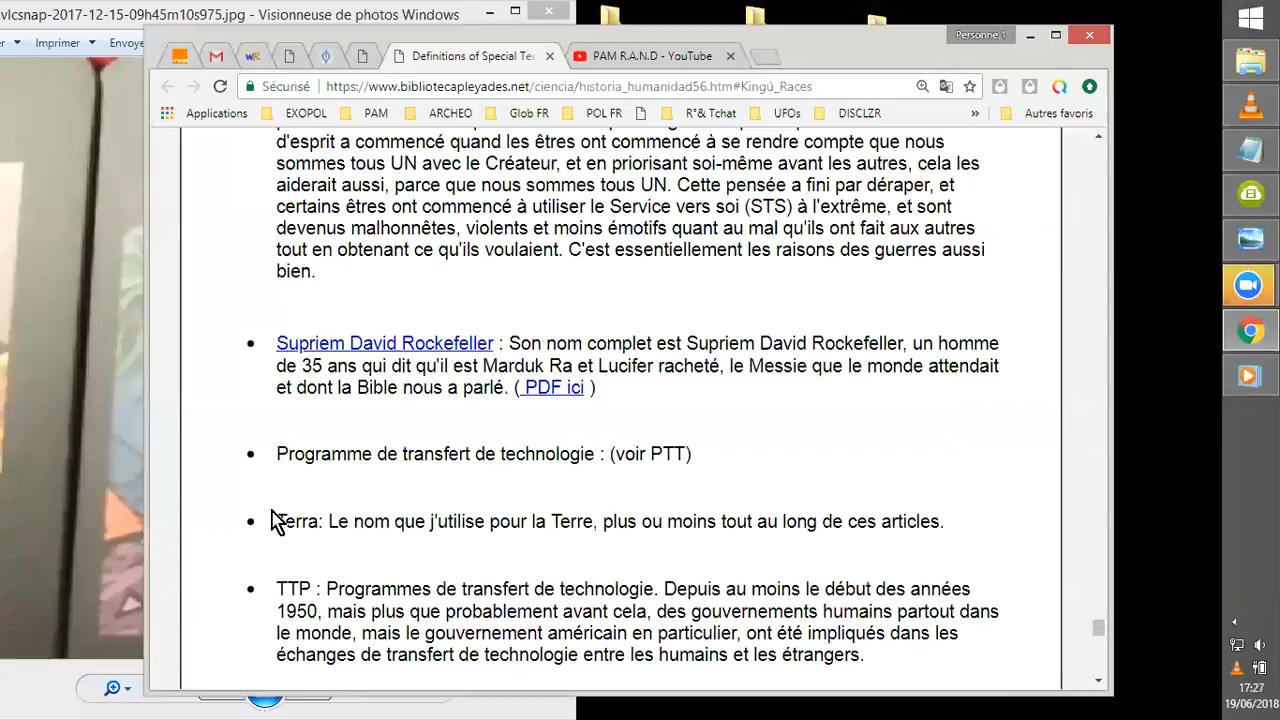 vlcsnap-2017-12-15-09h45m10s975.jpg - Visionneuse de photos Windows
Imprimer
Envoye
Personne 1
Definitions of Special Te
PAM R.A.N.D - YouTube
Sécurisé
https://www.bibliotecapleyades.net/ciencia/historia_humanidad56.htm#Kingú_Races
Applications
EXOPOL
PAM
ARCHEO
Glob FR
POL FR
R°& Tchat
UFOs
DISCLZR
»
Autres favoris
d'esprit a commencé quand les êtres ont commencé à se rendre compte que nous
sommes tous UN avec le Créateur, et en priorisant soi-même avant les autres, cela les
aiderait aussi, parce que nous sommes tous UN. Cette pensée a fini par déraper, et
certains êtres ont commencé à utiliser le Service vers soi (STS) à l'extrême, et sont
devenus malhonnêtes, violents et moins émotifs quant au mal qu'ils ont fait aux autres
tout en obtenant ce qu'ils voulaient. C'est essentiellement les raisons des guerres aussi
bien.
• Supriem David Rockefeller : Son nom complet est Supriem David Rockefeller, un homme
de 35 ans qui dit qu'il est Marduk Ra et Lucifer racheté, le Messie que le monde attendait
et dont la Bible nous a parlé. ( PDF ici )
• Programme de transfert de technologie : (voir PTT)
• Terra: Le nom que j'utilise pour la Terre, plus ou moins tout au long de ces articles.
• TTP : Programmes de transfert de technologie. Depuis au moins le début des années
1950, mais plus que probablement avant cela, des gouvernements humains partout dans
le monde, mais le gouvernement américain en particulier, ont été impliqués dans les
échanges de transfert de technologie entre les humains et les étrangers.
17:27
19/06/2018